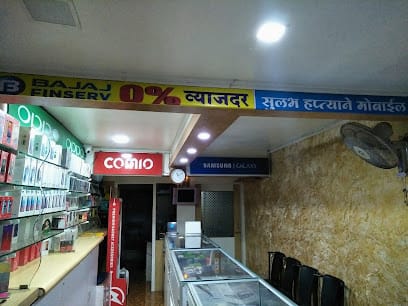 BAJAJ
FINSERV
0% व्याजदर
सुलभ हप्त्याने मोबाईल
oppo
COMIO
SAMSUNG GALAXY